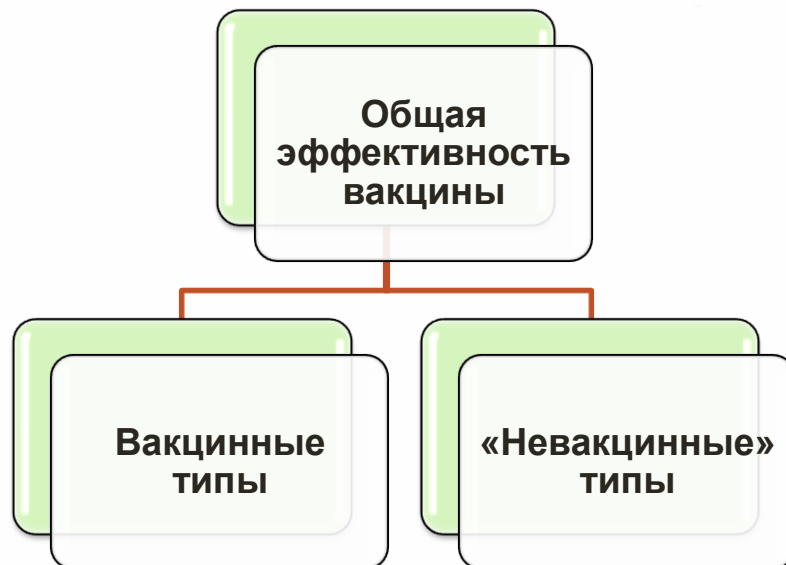 Общая
эффективность
вакцины
Вакцинные
типы
«Невакцинные»
типы